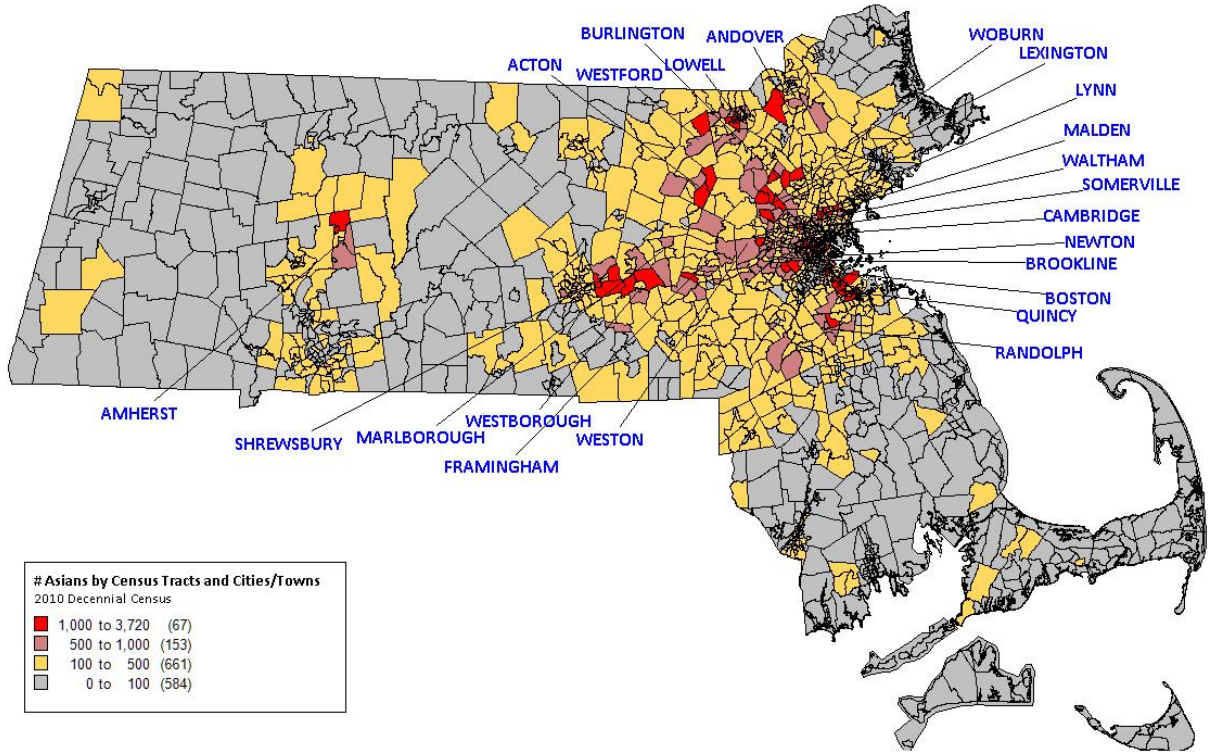 BURLINGTON
ANDOVER
WOBURN
LEXINGTON
ACTON
WESTFORD
LOWELL
LYNN
MALDEN
WALTHAM
SOMERVILLE
CAMBRIDGE
NEWTON
BROOKLINE
BOSTON
QUINCY
RANDOLPH
AMHERST
SHREWSBURY
MARLBOROUGH
WESTBOROUGH
FRAMINGHAM
WESTON
# Asians by Census Tracts and Cities/Towns
2010 Decennial Census
1,000 to 3,720 (67)
500 to 1,000 (153)
100 to 500 (661)
0 to 100 (584)